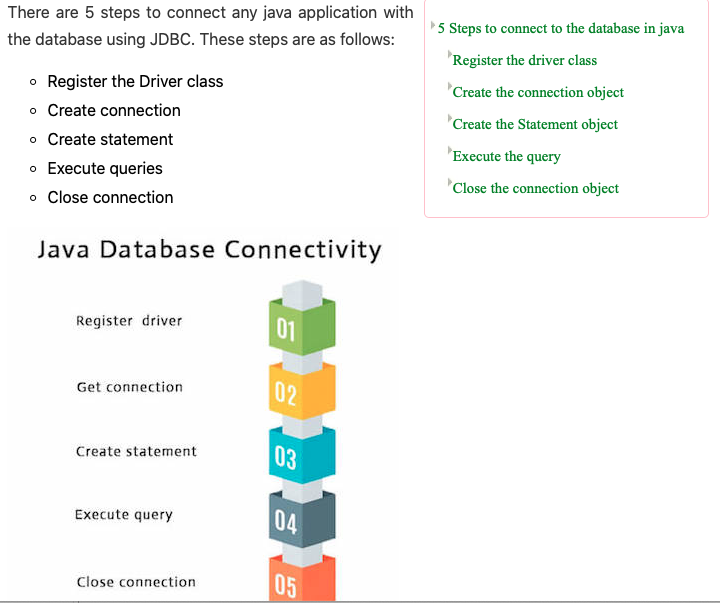 There are 5 steps to connect any java application with
the database using JDBC. These steps are as follows:
Register the Driver class
Create connection
Create statement
Execute queries
Close connection
5 Steps to connect to the database in java
Register the driver class
Create the connection object
Create the Statement object
Execute the query
Close the connection object
Java Database Connectivity
Register driver
01
Get connection
02
Create statement
03
Execute query
04
Close connection
05